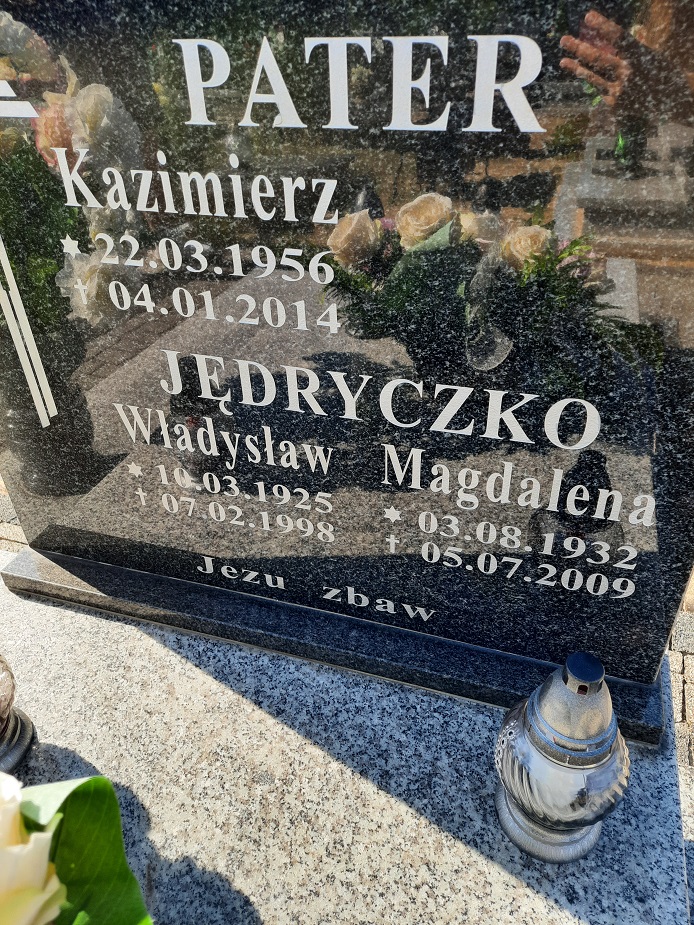 PATER
Kazimierz
★ 22.03.1956
† 04.01.2014
JĘDRYCZKO
Władysław
★ 10.03.1925
† 07.02.1998
Magdalena
★ 03.08.1932
† 05.07.2009
Jezu zbaw